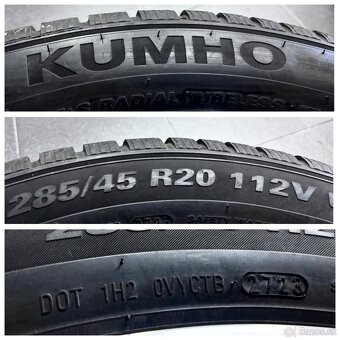 KUMHO
RADIAL TUBELESS
285/45 R20 112V
DOT 1H2 0VYCTB 2723